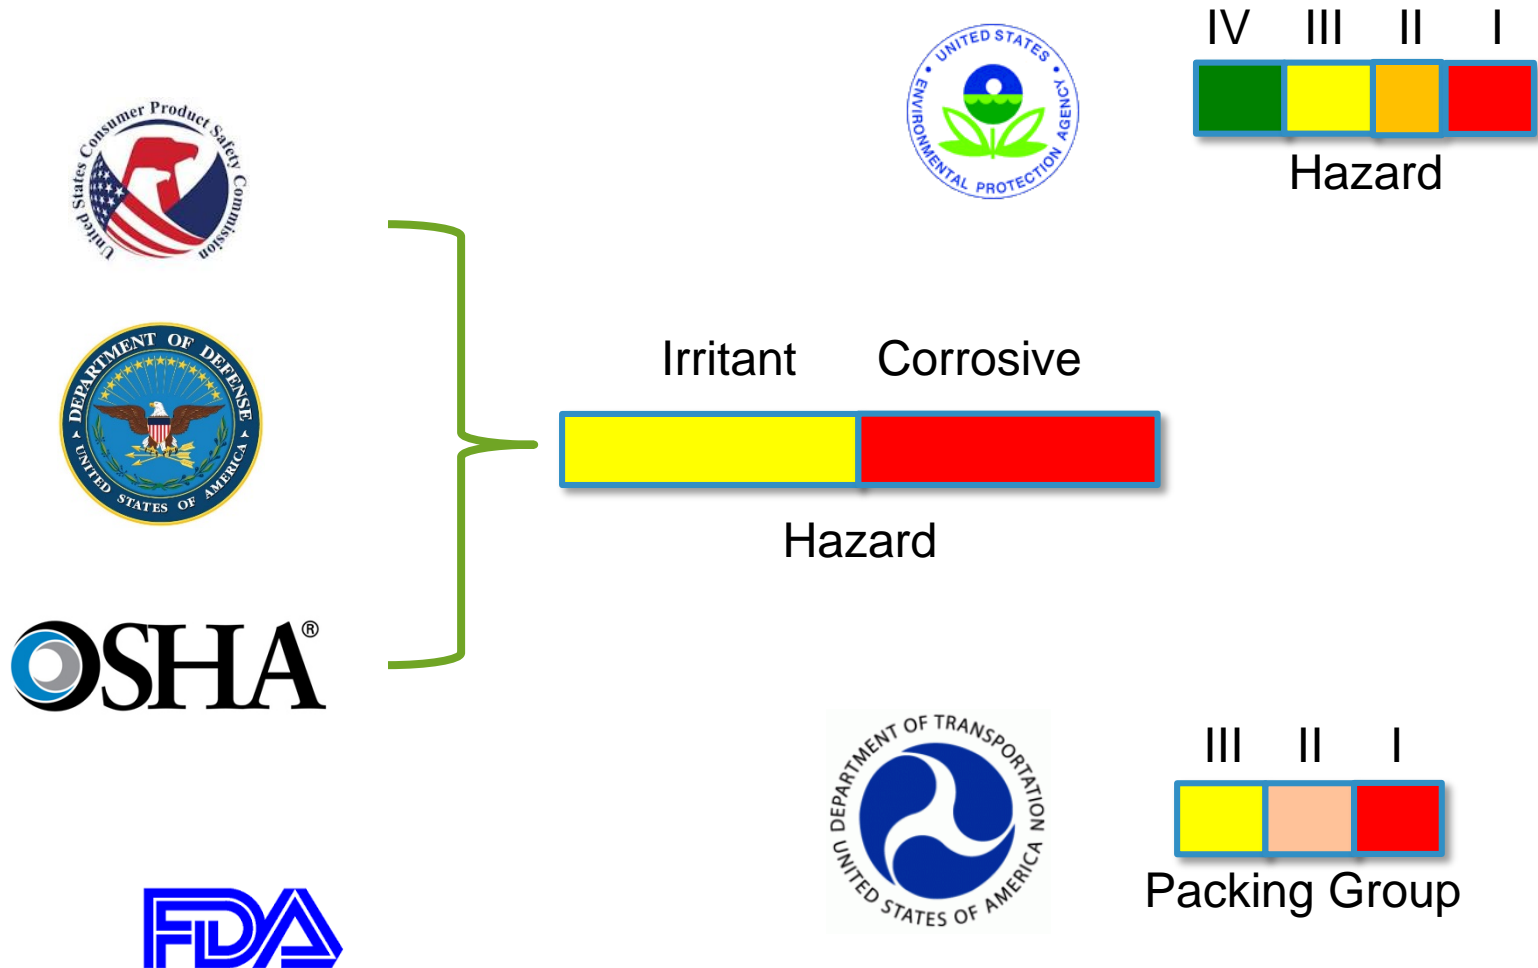 United States Consumer Product Safety Commission
DEPARTMENT OF DEFENSE
UNITED STATES OF AMERICA
OSHA®
FDA
UNITED STATES
ENVIRONMENTAL PROTECTION AGENCY
IV III II I
Hazard
Irritant Corrosive
Hazard
DEPARTMENT OF TRANSPORTATION
UNITED STATES OF AMERICA
III II I
Packing Group